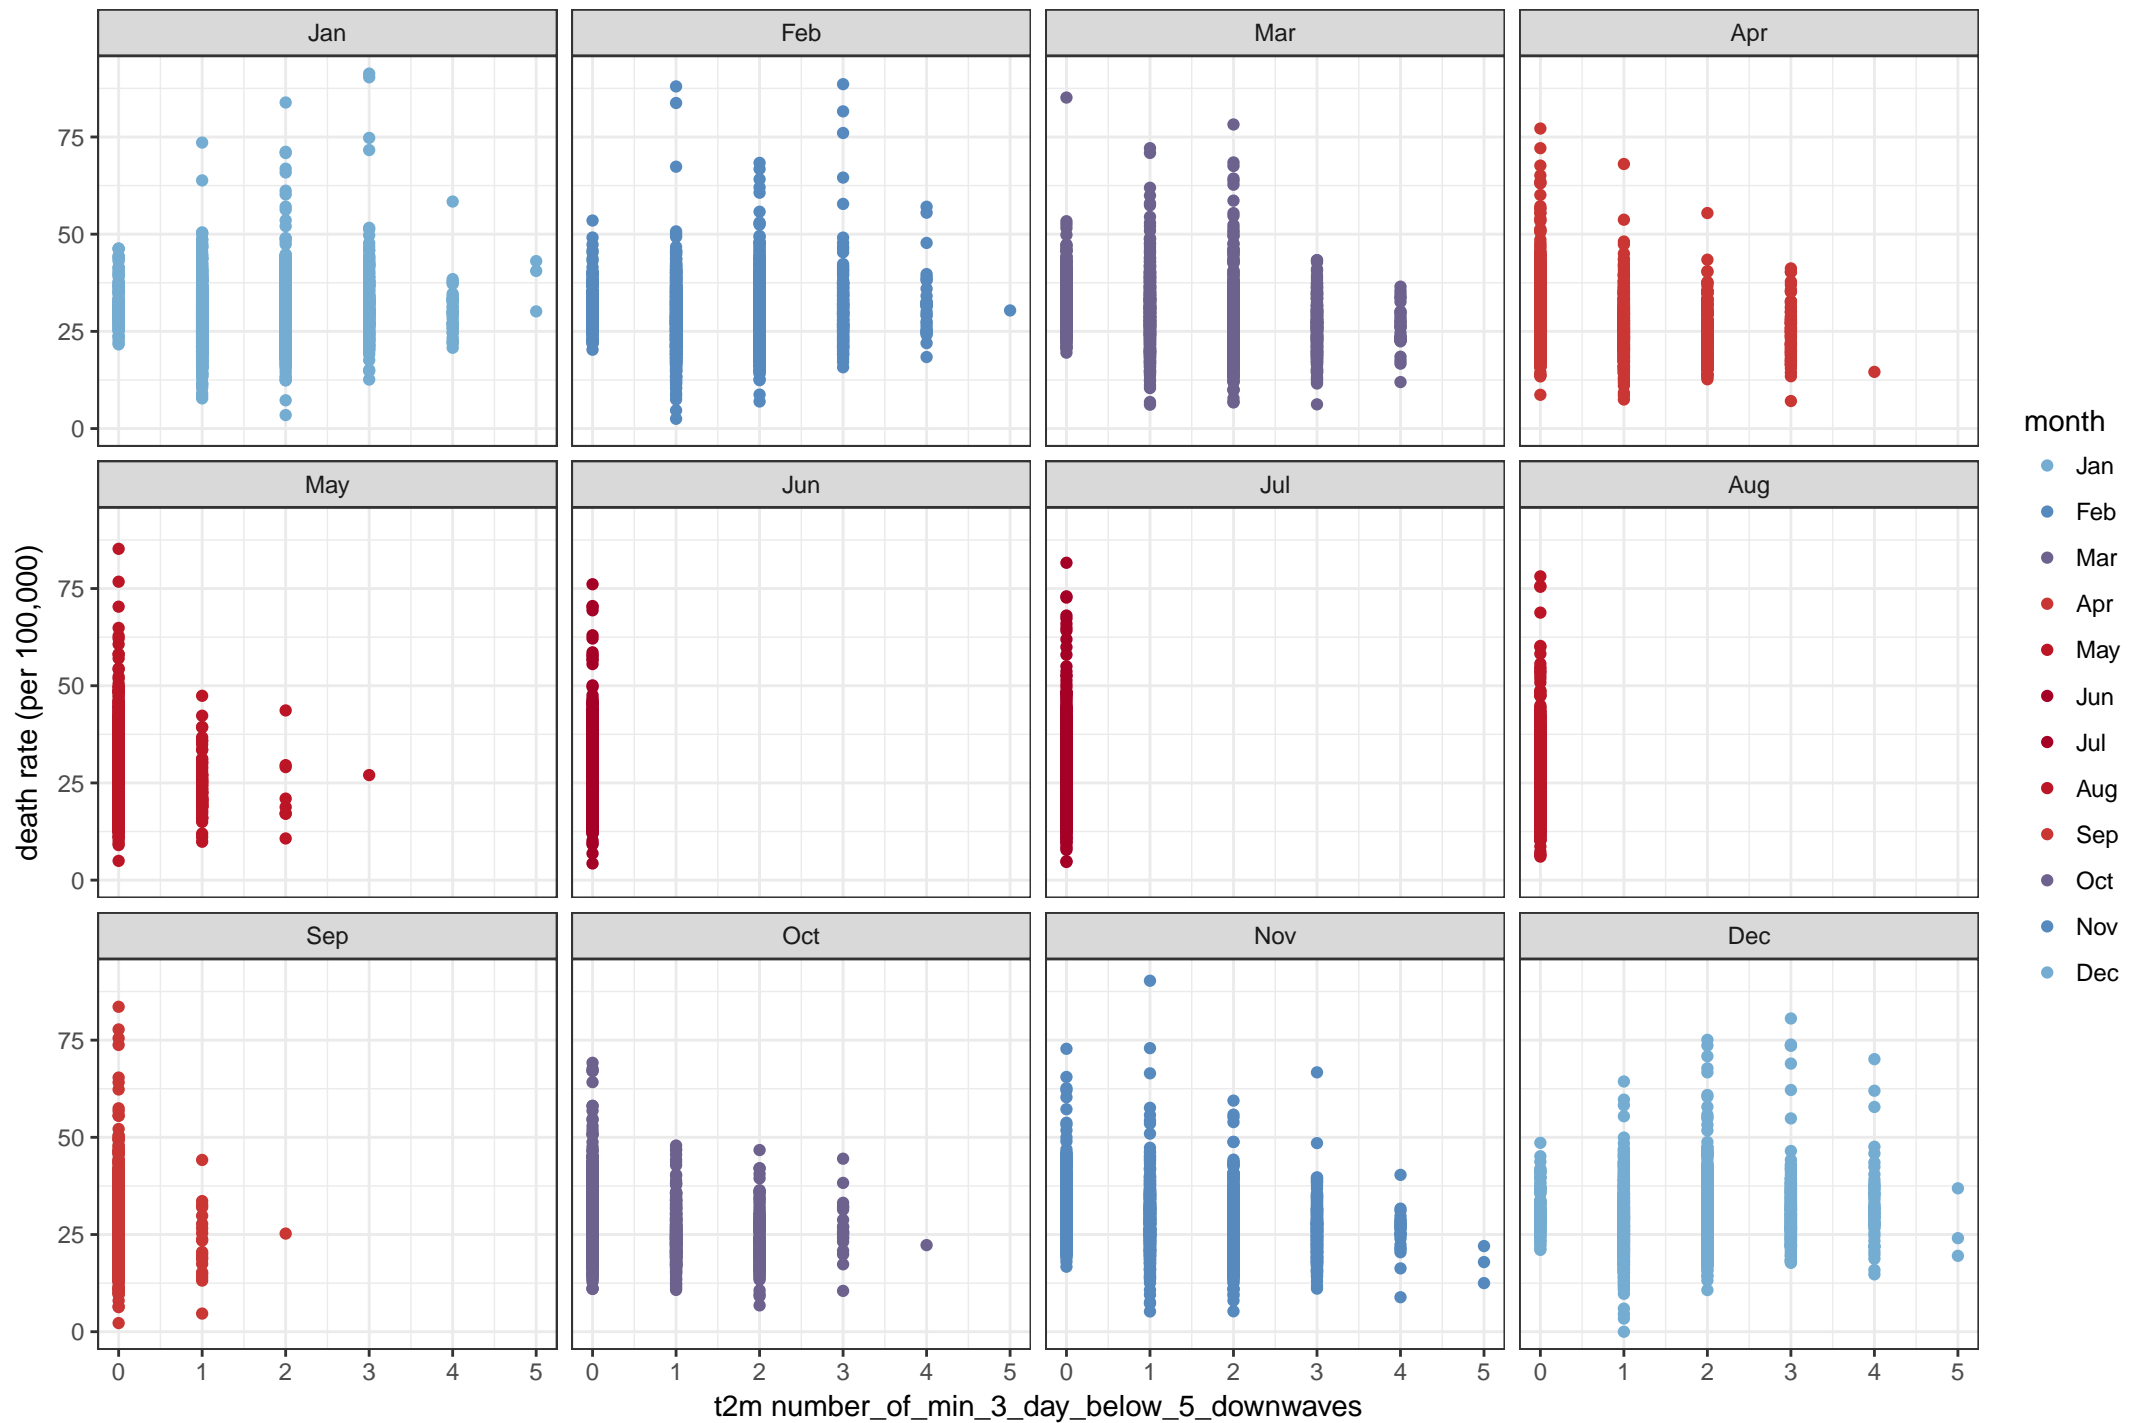 Jan Feb Mar Apr
75
50
25
0
month
Jan
Feb
Mar
Apr
May
Jun
Jul
Aug
Sep
Oct
Nov
Dec
May Jun Jul Aug
death rate (per 100,000)
75
50
25
0
Sep Oct Nov Dec
75
50
25
0
0 1 2 3 4 5 0 1 2 3 4 5 0 1 2 3 4 5 0 1 2 3 4 5
t2m number_of_min_3_day_below_5_downwaves